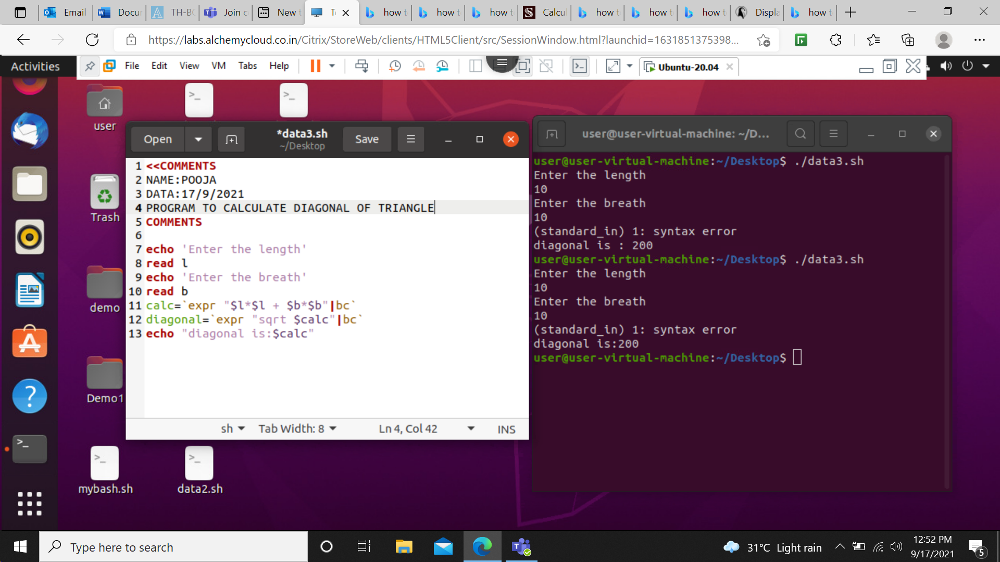 Email
Docur
TH-BC
Join c
New t
T
how t
how t
how t
Calcul
how t
how t
how t
Displa
how t
https://labs.alchemycloud.co.in/Citrix/StoreWeb/clients/HTML5Client/src/SessionWindow.html?launchid=1631851375398...
Activities
File Edit View VM Tabs Help
Ubuntu-20.04
user
Trash
demo
Demo1
mybash.sh
data2.sh
Open
*data3.sh
~/Desktop
Save
1 <<COMMENTS
2 NAME:POOJA
3 DATA:17/9/2021
4 PROGRAM TO CALCULATE DIAGONAL OF TRIANGLE
5 COMMENTS
6
7 echo 'Enter the length'
8 read l
9 echo 'Enter the breath'
10 read b
11 calc=`expr "$l*$l + $b*$b"|bc`
12 diagonal=`expr "sqrt $calc"|bc`
13 echo "diagonal is:$calc"
sh Tab Width: 8 Ln 4, Col 42 INS
user@user-virtual-machine: ~/D...
user@user-virtual-machine:~/Desktop$ ./data3.sh
Enter the length
10
Enter the breath
10
(standard_in) 1: syntax error
diagonal is : 200
user@user-virtual-machine:~/Desktop$ ./data3.sh
Enter the length
10
Enter the breath
10
(standard_in) 1: syntax error
diagonal is:200
user@user-virtual-machine:~/Desktop$
Type here to search
31°C Light rain
12:52 PM
9/17/2021
5